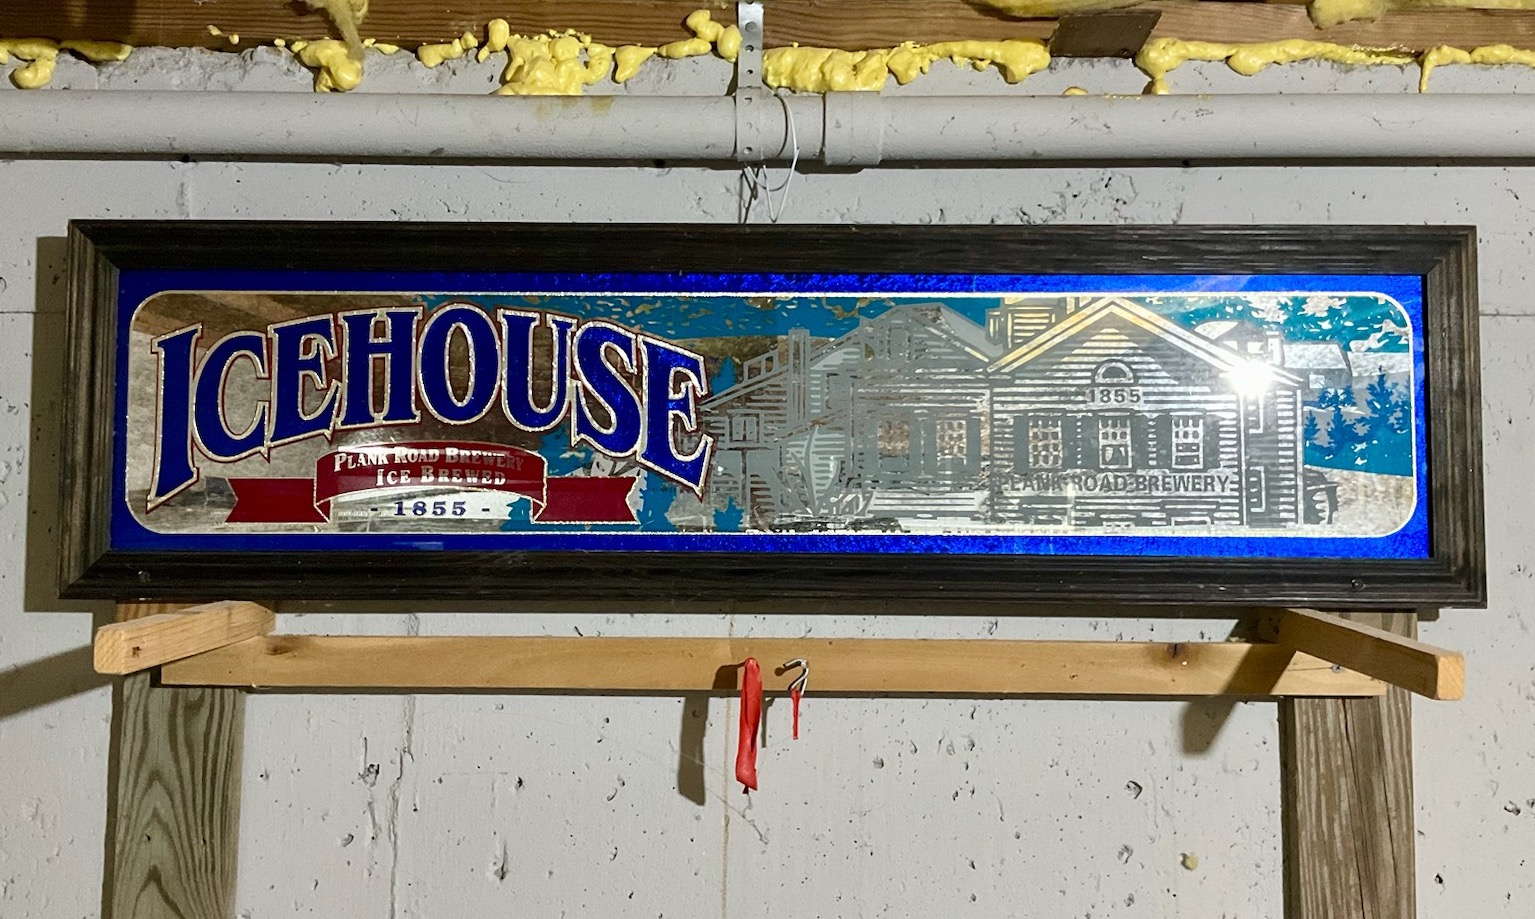 ICEHOUSE
PLANK ROAD BREWERY
ICE BREWED
- 1855 -
1855
PLANK ROAD BREWERY